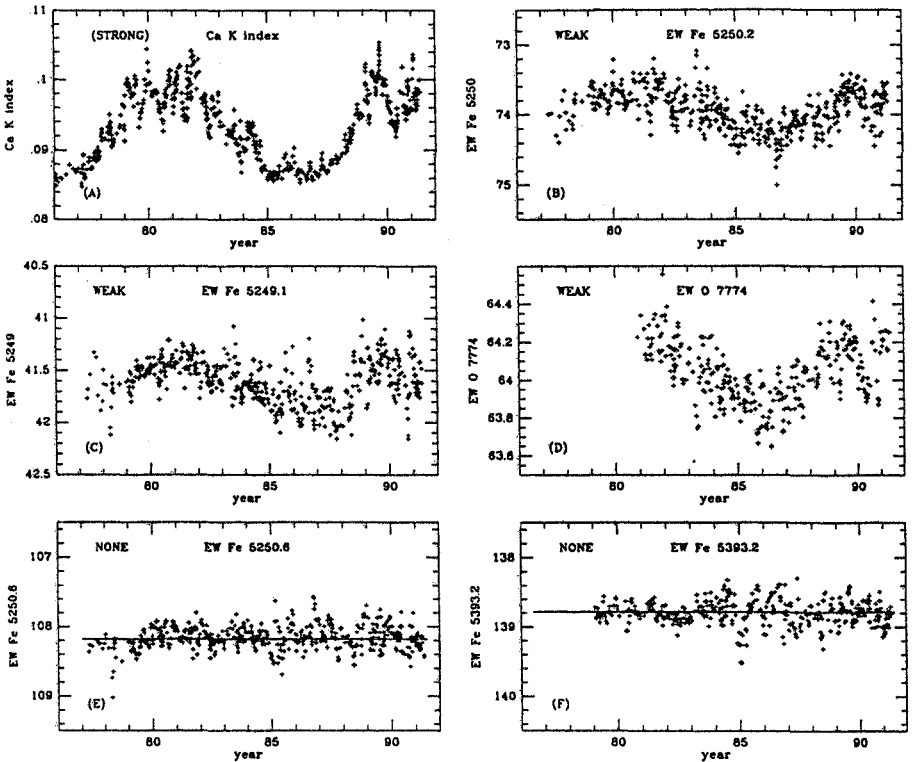 (STRONG) Ca K index
.11
.1
.09
.08
Ca K index
(A)
80 85 90
year
WEAK EW Fe 5250.2
73
74
75
EW Fe 5250
(B)
80 85 90
year
WEAK EW Fe 5249.1
40.5
41
41.5
42
42.5
EW Fe 5249
(C)
80 85 90
year
WEAK EW O 7774
64.4
64.2
64
63.8
63.6
EW O 7774
(D)
80 85 90
year
NONE EW Fe 5250.6
107
108
109
EW Fe 5250.6
(E)
80 85 90
year
NONE EW Fe 5393.2
138
139
140
EW Fe 5393.2
(F)
80 85 90
year